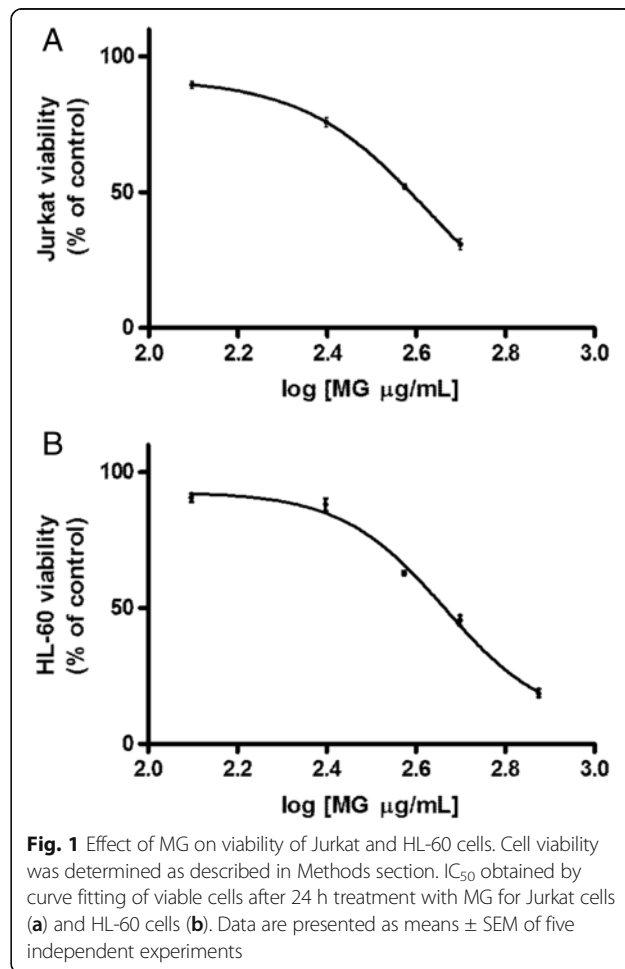 A
100
50
0
Jurkat viability
(% of control)
2.0 2.2 2.4 2.6 2.8 3.0
log [MG µg/mL]
B
100
50
0
HL-60 viability
(% of control)
2.0 2.2 2.4 2.6 2.8 3.0
log [MG µg/mL]
Fig. 1 Effect of MG on viability of Jurkat and HL-60 cells. Cell viability
was determined as described in Methods section. IC50 obtained by
curve fitting of viable cells after 24 h treatment with MG for Jurkat cells
(a) and HL-60 cells (b). Data are presented as means ± SEM of five
independent experiments